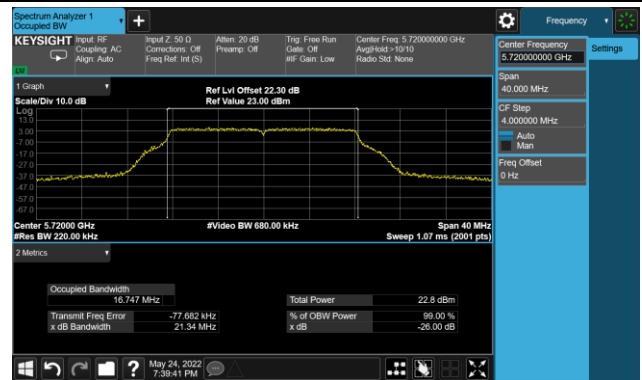 Spectrum Analyzer 1
Occupied BW
Frequency
KEYSIGHT
Input: RF
Coupling: AC
Align: Auto
Input Z: 50 Ω
Corrections: Off
Freq Ref: Int (S)
Atten: 20 dB
Preamp: Off
Trig: Free Run
Gate: Off
#IF Gain: Low
Center Freq: 5.720000000 GHz
Avg|Hold:>10/10
Radio Std: None
LW
Center Frequency
5.720000000 GHz
Settings
Span
40.000 MHz
CF Step
4.000000 MHz
Auto
Man
Freq Offset
0 Hz
1 Graph
Scale/Div 10.0 dB
Ref Lvl Offset 22.30 dB
Ref Value 23.00 dBm
Log
13.0
3.00
-7.00
-17.0
-27.0
-37.0
-47.0
-57.0
-67.0
Center 5.72000 GHz
#Res BW 220.00 kHz
#Video BW 680.00 kHz
Span 40 MHz
Sweep 1.07 ms (2001 pts)
2 Metrics
Occupied Bandwidth
16.747 MHz
Total Power 22.8 dBm
Transmit Freq Error -77.682 kHz
% of OBW Power 99.00 %
x dB Bandwidth 21.34 MHz
x dB -26.00 dB
May 24, 2022
7:39:41 PM